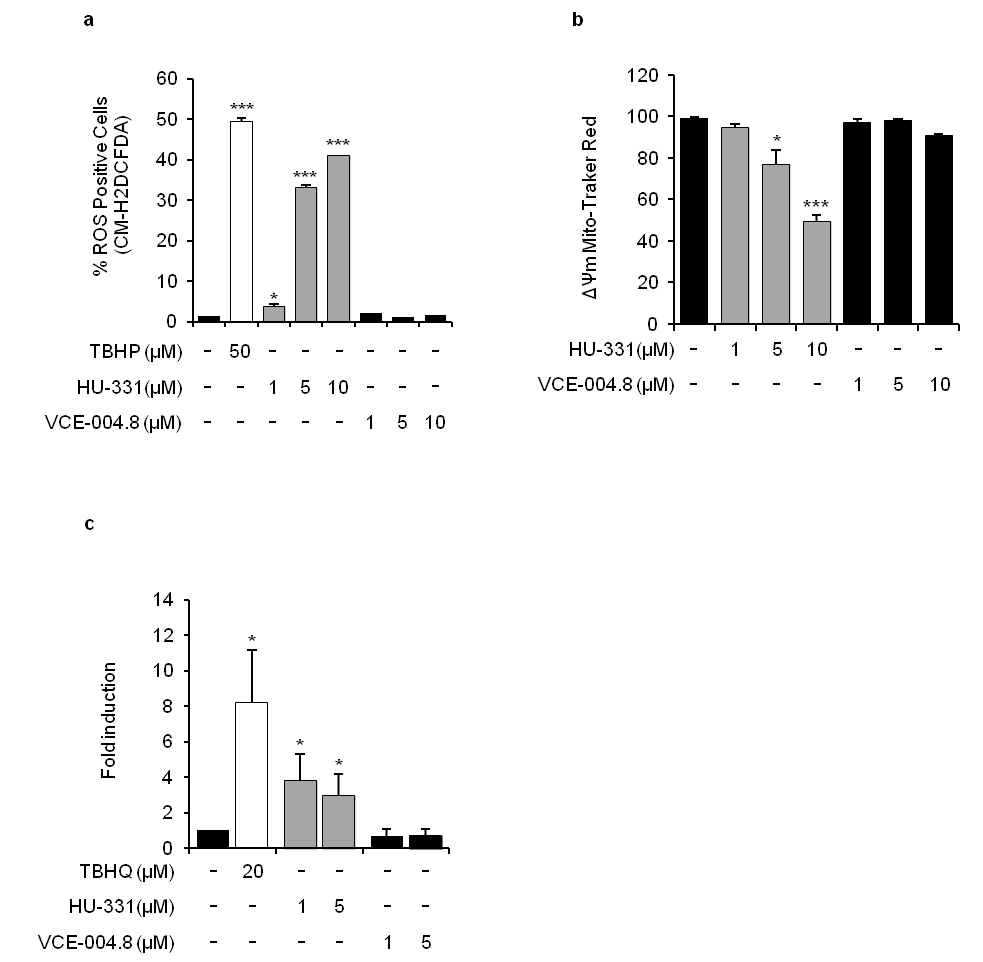 a
% ROS Positive Cells
(CM-H2DCFDA)
60
50
40
30
20
10
0
***
*
***
***
TBHP (µM) - 50 - - - - - -
HU-331(µM) - - 1 5 10 - - -
VCE-004.8 (µM) - - - - - 1 5 10
b
Δ Ψm Mito-Traker Red
120
100
80
60
40
20
0
*
***
HU-331(µM) - 1 5 10 - - -
VCE-004.8 (µM) - - - - 1 5 10
c
Fold induction
14
12
10
8
6
4
2
0
*
*
*
TBHQ (µM) - 20 - - - -
HU-331(µM) - - 1 5 - -
VCE-004.8 (µM) - - - - 1 5